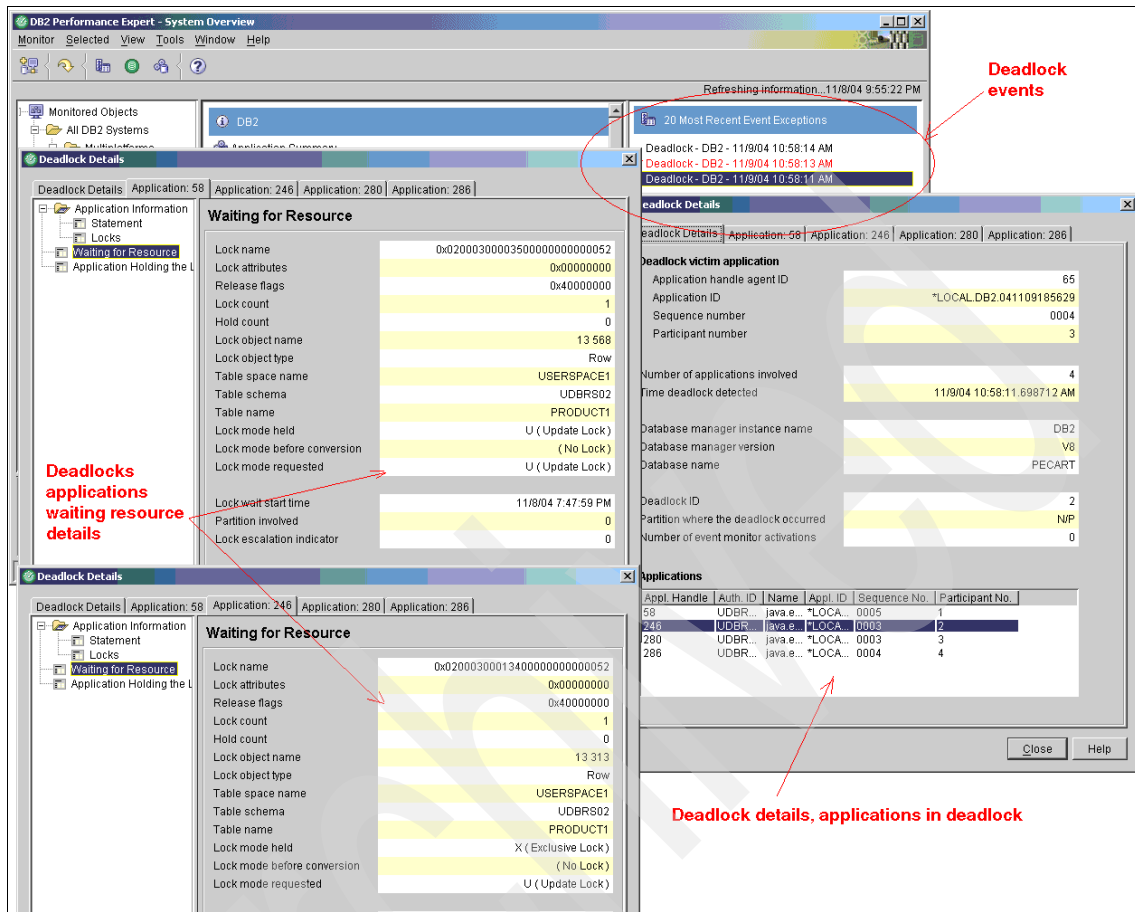 DB2 Performance Expert - System Overview
Monitor Selected View Tools Window Help
Refreshing information...11/8/04 9:55:22 PM
Monitored Objects
All DB2 Systems
Multiplatforms
DB2
Application Summary
20 Most Recent Event Exceptions
Deadlock - DB2 - 11/9/04 10:58:14 AM
Deadlock - DB2 - 11/9/04 10:58:13 AM
Deadlock - DB2 - 11/9/04 10:58:11 AM
Deadlock
events
Deadlock Details
Deadlock Details Application: 58 Application: 246 Application: 280 Application: 286
Application Information
Statement
Locks
Waiting for Resource
Application Holding the L
Waiting for Resource
Lock name 0x02000300003500000000000052
Lock attributes 0x00000000
Release flags 0x40000000
Lock count 1
Hold count 0
Lock object name 13 568
Lock object type Row
Table space name USERSPACE1
Table schema UDBRS02
Table name PRODUCT1
Lock mode held U ( Update Lock )
Lock mode before conversion ( No Lock )
Lock mode requested U ( Update Lock )
Lock wait start time 11/8/04 7:47:59 PM
Partition involved 0
Lock escalation indicator 0
Deadlocks
applications
waiting resource
details
Deadlock Details
Deadlock Details Application: 58 Application: 246 Application: 280 Application: 286
Application Information
Statement
Locks
Waiting for Resource
Application Holding the L
Waiting for Resource
Lock name 0x02000300013400000000000052
Lock attributes 0x00000000
Release flags 0x40000000
Lock count 1
Hold count 0
Lock object name 13 313
Lock object type Row
Table space name USERSPACE1
Table schema UDBRS02
Table name PRODUCT1
Lock mode held X ( Exclusive Lock )
Lock mode before conversion ( No Lock )
Lock mode requested U ( Update Lock )
eadlock Details
eadlock Details Application: 58 Application: 246 Application: 280 Application: 286
Deadlock victim application
Application handle agent ID 65
Application ID *LOCAL.DB2.041109185629
Sequence number 0004
Participant number 3
Number of applications involved 4
Time deadlock detected 11/9/04 10:58:11.698712 AM
Database manager instance name DB2
Database manager version V8
Database name PECART
Deadlock ID 2
Partition where the deadlock occurred N/P
Number of event monitor activations 0
Applications
Appl. Handle Auth. ID Name Appl. ID Sequence No. Participant No.
58 UDBR... java.e... *LOCA... 0005 1
246 UDBR... java.e... *LOCA... 0003 2
280 UDBR... java.e... *LOCA... 0003 3
286 UDBR... java.e... *LOCA... 0004 4
Close Help
Deadlock details, applications in deadlock